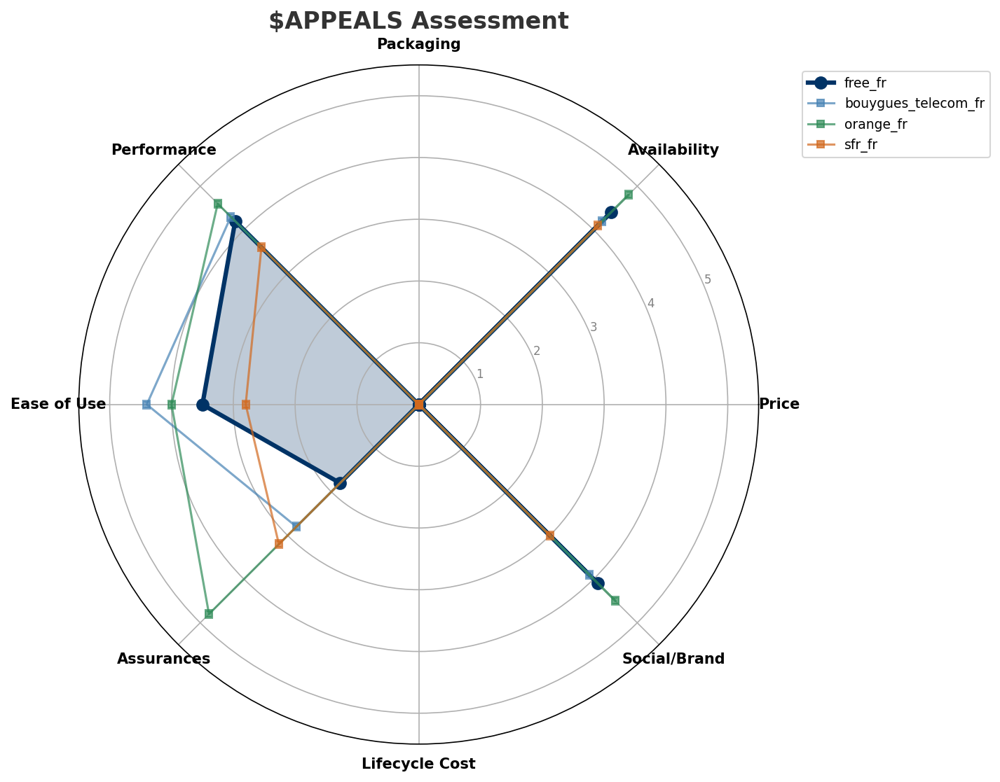 $APPEALS Assessment
Packaging
free_fr
bouygues_telecom_fr
orange_fr
sfr_fr
Performance
Availability
5
4
3
2
1
Ease of Use
Price
Assurances
Social/Brand
Lifecycle Cost